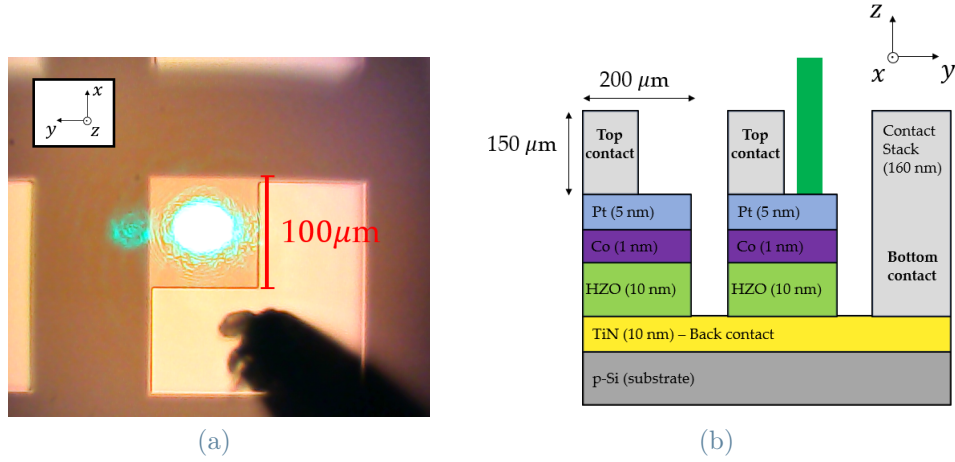 x
y
z
100μm
(a)
z
x
y
200 μm
150 μm
Top
contact
Top
contact
Contact
Stack
(160 nm)
Pt (5 nm)
Pt (5 nm)
Co (1 nm)
Co (1 nm)
Bottom
contact
HZO (10 nm)
HZO (10 nm)
TiN (10 nm) – Back contact
p-Si (substrate)
(b)